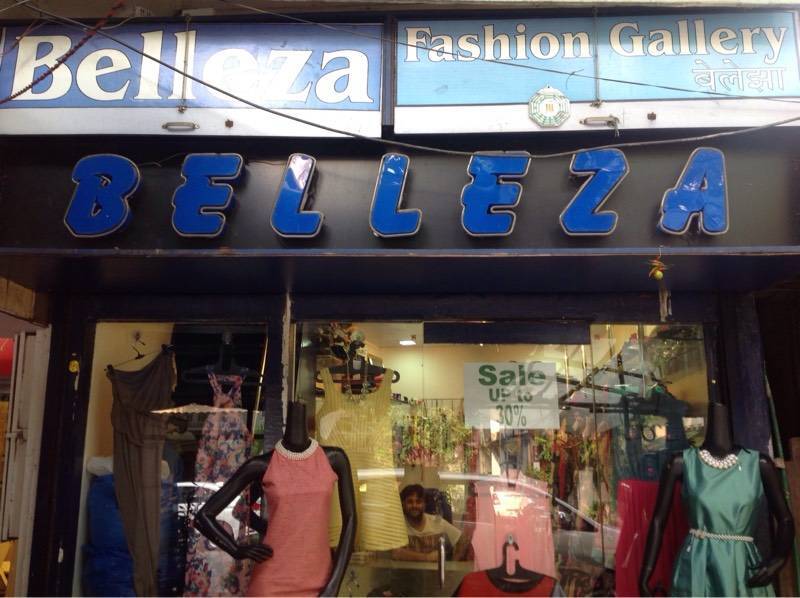 Belleza
Fashion Gallery
बेलेझा
BELLEZA
Sale
UP to
30%